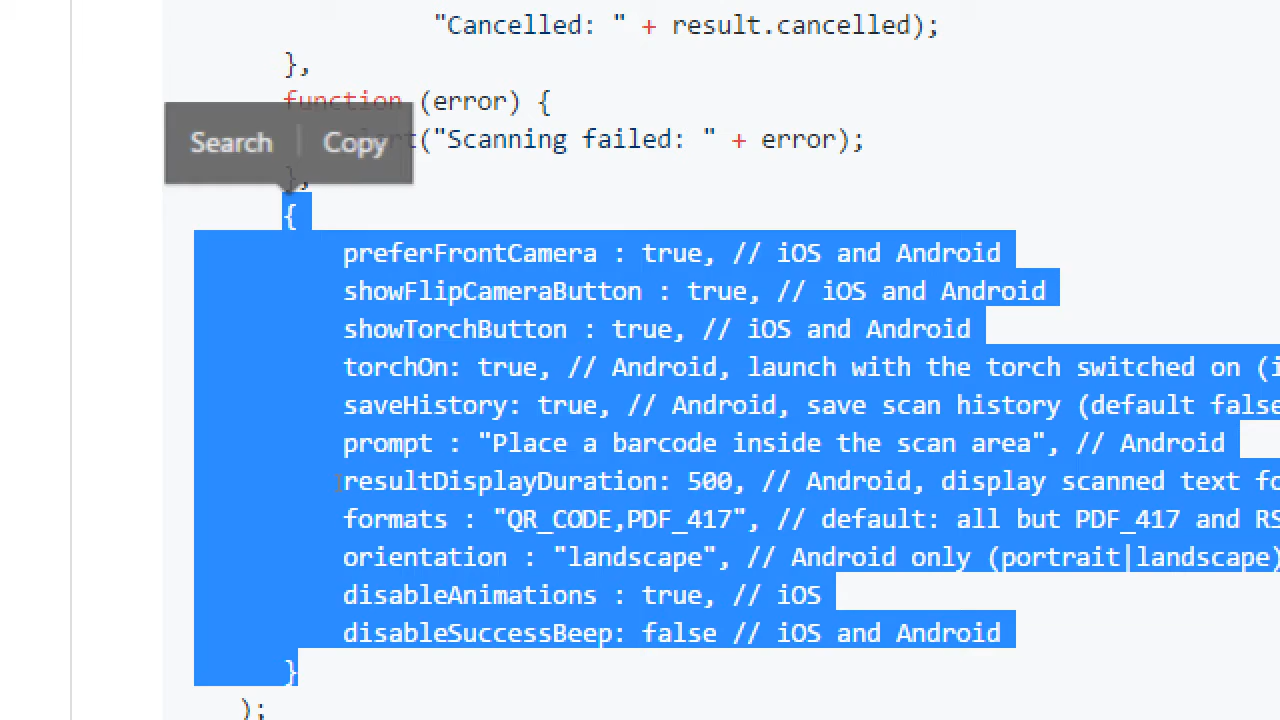 "Cancelled: " + result.cancelled);
},
function (error) {
Search | Copy
("Scanning failed: " + error);
},
{
preferFrontCamera : true, // iOS and Android
showFlipCameraButton : true, // iOS and Android
showTorchButton : true, // iOS and Android
torchOn: true, // Android, launch with the torch switched on (i
saveHistory: true, // Android, save scan history (default false
prompt : "Place a barcode inside the scan area", // Android
resultDisplayDuration: 500, // Android, display scanned text fo
formats : "QR_CODE,PDF_417", // default: all but PDF_417 and RS
orientation : "landscape", // Android only (portrait|landscape)
disableAnimations : true, // iOS
disableSuccessBeep: false // iOS and Android
}
);